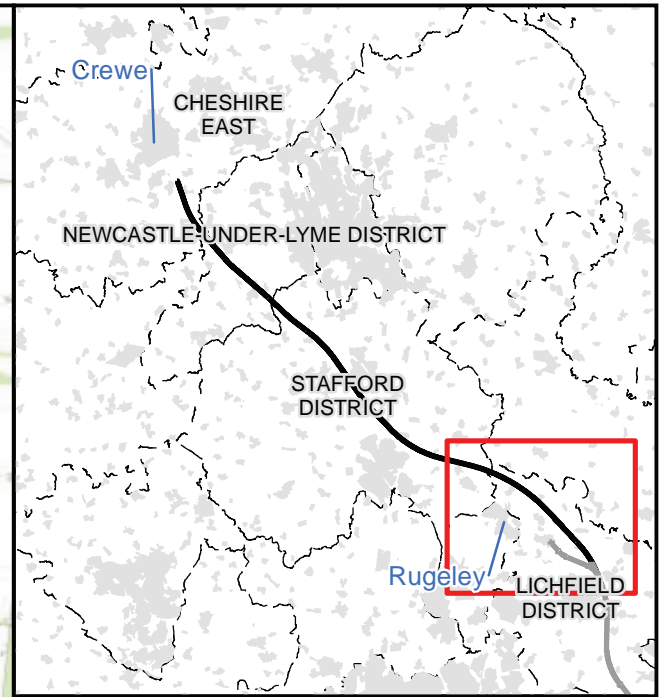 Crewe
CHESHIRE
EAST
NEWCASTLE-UNDER-LYME DISTRICT
STAFFORD
DISTRICT
Rugeley
LICHFIELD
DISTRICT